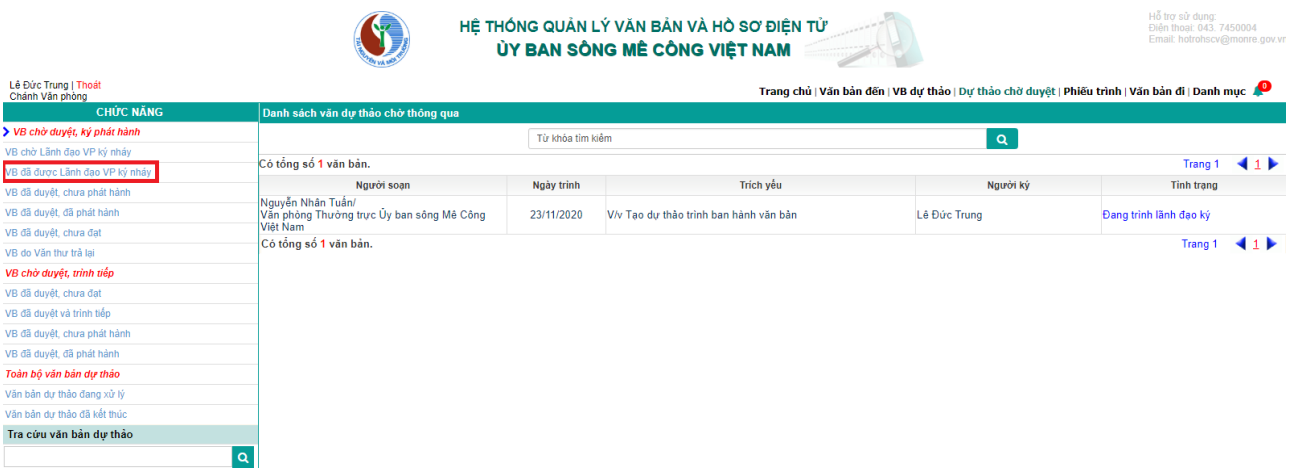 HỆ THỐNG QUẢN LÝ VĂN BẢN VÀ HỒ SƠ ĐIỆN TỬ
ỦY BAN SÔNG MÊ CÔNG VIỆT NAM
Hỗ trợ sử dụng:
Điện thoại: 043. 7450004
Email: hotrohscv@monre.gov.vr
TÀI NGUYÊN VÀ MÔI TRƯỜNG
Lê Đức Trung | Thoát
Chánh Văn phòng
Trang chủ | Văn bản đến | VB dự thảo | Dự thảo chờ duyệt | Phiếu trình | Văn bản đi | Danh mục 0
CHỨC NĂNG
VB chờ duyệt, ký phát hành
VB chờ Lãnh đạo VP ký nháy
VB đã được Lãnh đạo VP ký nháy
VB đã duyệt, chưa phát hành
VB đã duyệt, đã phát hành
VB đã duyệt, chưa đạt
VB do Văn thư trả lại
VB chờ duyệt, trình tiếp
VB đã duyệt, chưa đạt
VB đã duyệt và trình tiếp
VB đã duyệt, chưa phát hành
VB đã duyệt, đã phát hành
Toàn bộ văn bản dự thảo
Văn bản dự thảo đang xử lý
Văn bản dự thảo đã kết thúc
Tra cứu văn bản dự thảo
Danh sách văn dự thảo chờ thông qua
Từ khóa tìm kiếm
Có tổng số 1 văn bản.
Trang 1 1
Người soạn Ngày trình Trích yếu Người ký Tình trạng
Nguyễn Nhân Tuấn/
Văn phòng Thường trực Ủy ban sông Mê Công
Việt Nam
23/11/2020 V/v Tạo dự thảo trình ban hành văn bản Lê Đức Trung Đang trình lãnh đạo ký
Có tổng số 1 văn bản.
Trang 1 1